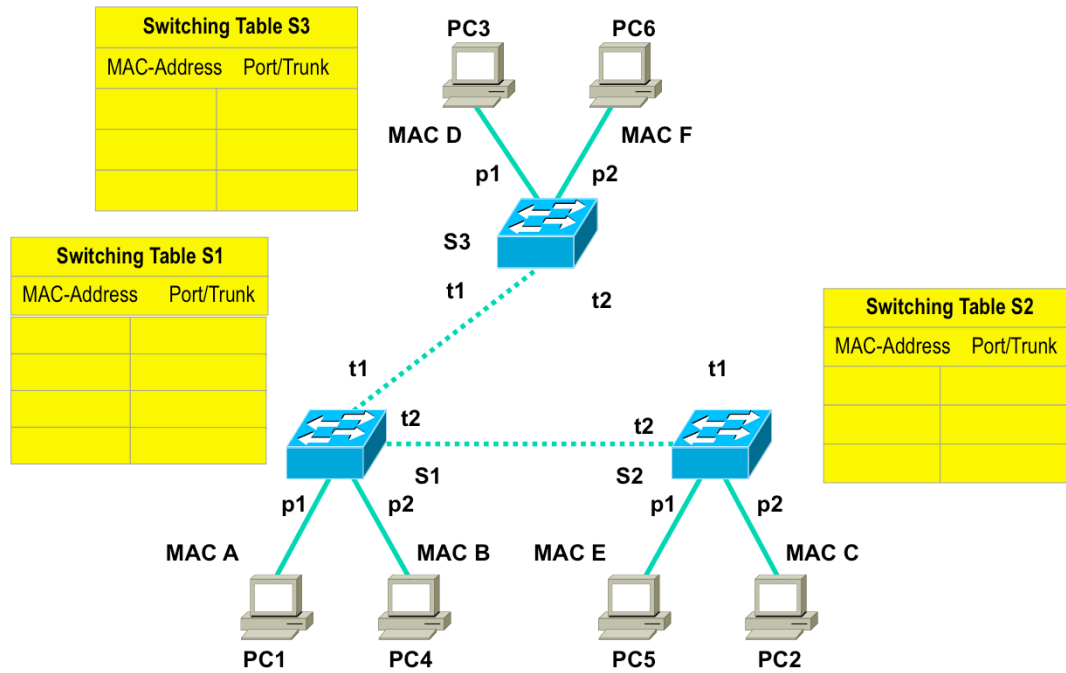 Switching Table S3
MAC-Address Port/Trunk
PC3 PC6
MAC D MAC F
p1 p2
S3
t1 t2
Switching Table S1
MAC-Address Port/Trunk
Switching Table S2
MAC-Address Port/Trunk
t1 t1
t2 t2
S1 S2
p1 p2 p1 p2
MAC A MAC B MAC E MAC C
PC1 PC4 PC5 PC2